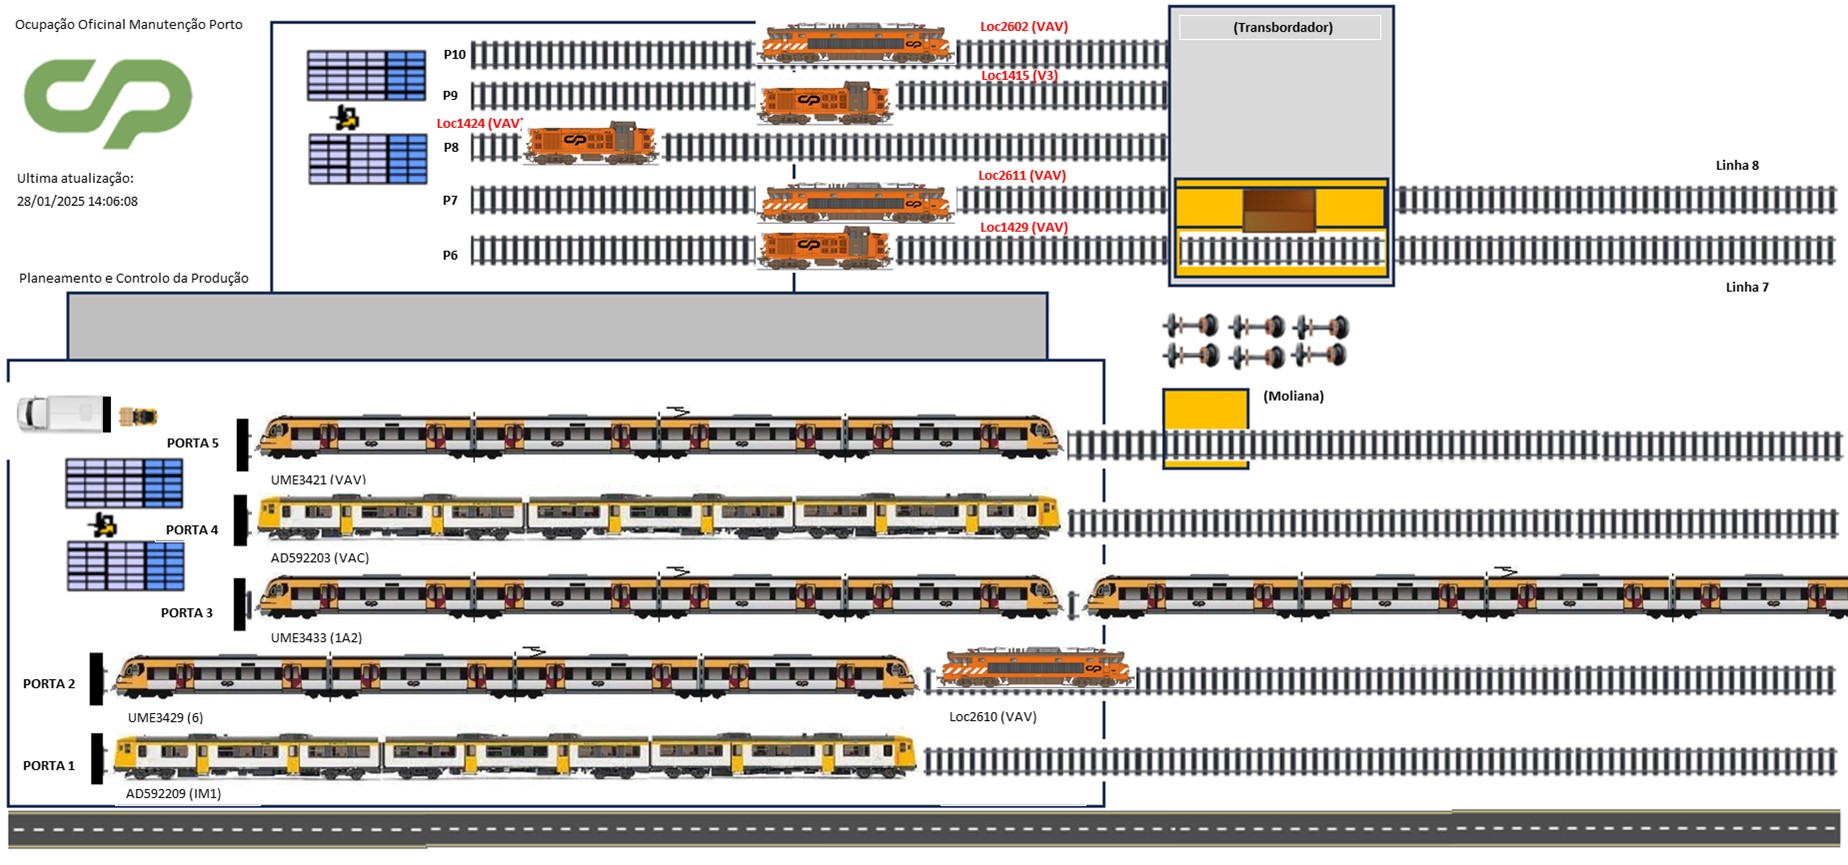 Ocupação Oficinal Manutenção Porto
Ultima atualização:
28/01/2025 14:06:08
Planeamento e Controlo da Produção
P10
Loc2602 (VAV)
P9
Loc1415 (V3)
Loc1424 (VAV)
P8
P7
Loc2611 (VAV)
P6
Loc1429 (VAV)
(Transbordador)
Linha 8
Linha 7
(Moliana)
PORTA 5
UME3421 (VAV)
PORTA 4
AD592203 (VAC)
PORTA 3
UME3433 (1A2)
PORTA 2
UME3429 (6)
Loc2610 (VAV)
PORTA 1
AD592209 (IM1)